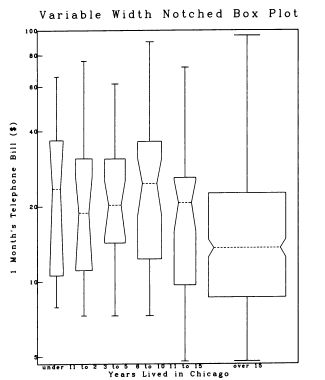 Variable Width Notched Box Plot
1 Month's Telephone Bill ($)
100
80
60
40
20
10
5
under 1 1 to 2 3 to 5 6 to 10 11 to 15 over 15
Years Lived in Chicago